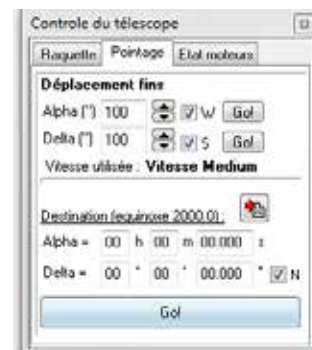 Controle du télescope
Raquette Pointage Etat moteurs
Déplacement fins
Alpha (") 100 W Go!
Delta (") 100 S Go!
Vitesse utilisée : Vitesse Medium
Destination (equinoxe 2000.0) :
Alpha = 00 h 00 m 00.000 s
Delta = 00 ° 00 ' 00.000 " N
Go!